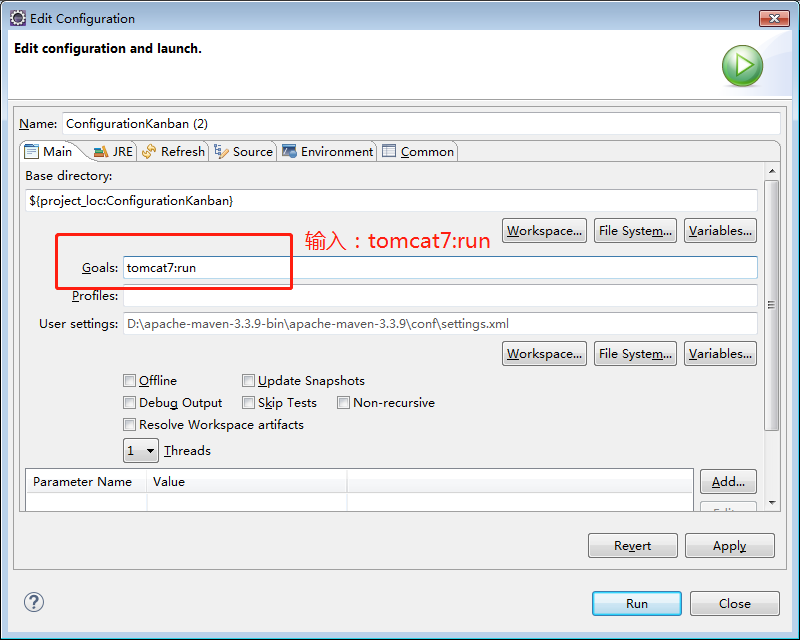 Edit Configuration
Edit configuration and launch.
Name: ConfigurationKanban (2)
Main JRE Refresh Source Environment Common
Base directory:
${project_loc:ConfigurationKanban}
Workspace... File System... Variables...
输入：tomcat7:run
Goals: tomcat7:run
Profiles:
User settings: D:\apache-maven-3.3.9-bin\apache-maven-3.3.9\conf\settings.xml
Workspace... File System... Variables...
Offline Update Snapshots
Debug Output Skip Tests Non-recursive
Resolve Workspace artifacts
1 Threads
Parameter Name Value Add...
Revert Apply
Run Close